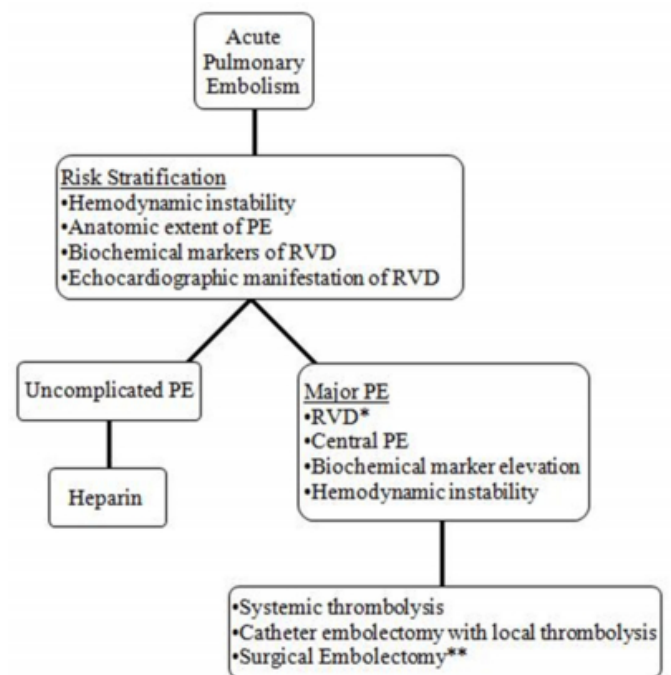 Acute
Pulmonary
Embolism
Risk Stratification
•Hemodynamic instability
•Anatomic extent of PE
•Biochemical markers of RVD
•Echocardiographic manifestation of RVD
Uncomplicated PE
Heparin
Major PE
•RVD*
•Central PE
•Biochemical marker elevation
•Hemodynamic instability
•Systemic thrombolysis
•Catheter embolectomy with local thrombolysis
•Surgical Embolectomy**